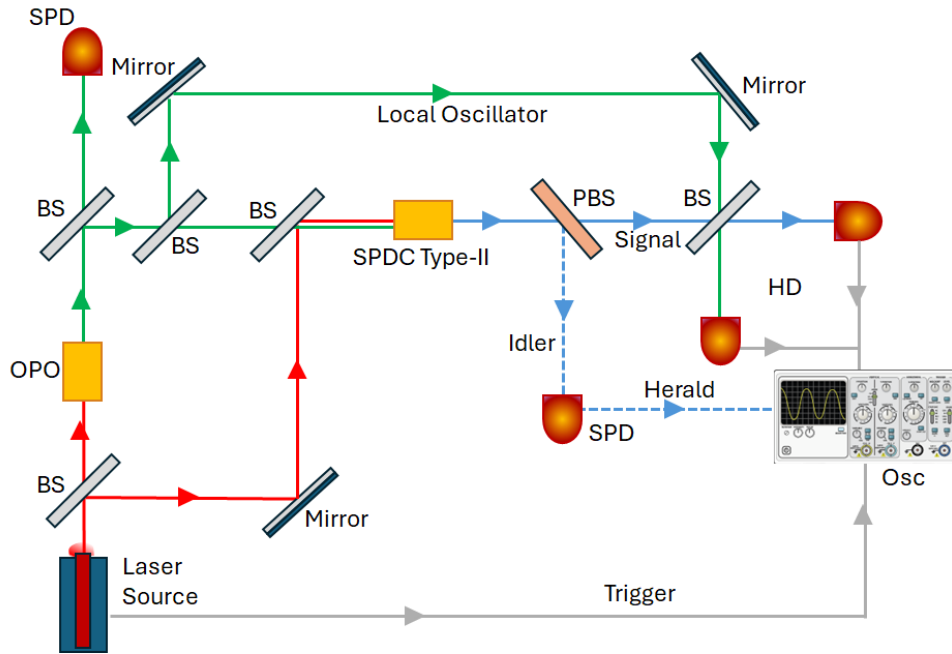 SPD
Mirror
Mirror
Local Oscillator
BS
BS
BS
PBS
BS
Signal
SPDC Type-II
HD
OPO
Idler
Herald
SPD
BS
Mirror
Osc
Laser
Source
Trigger